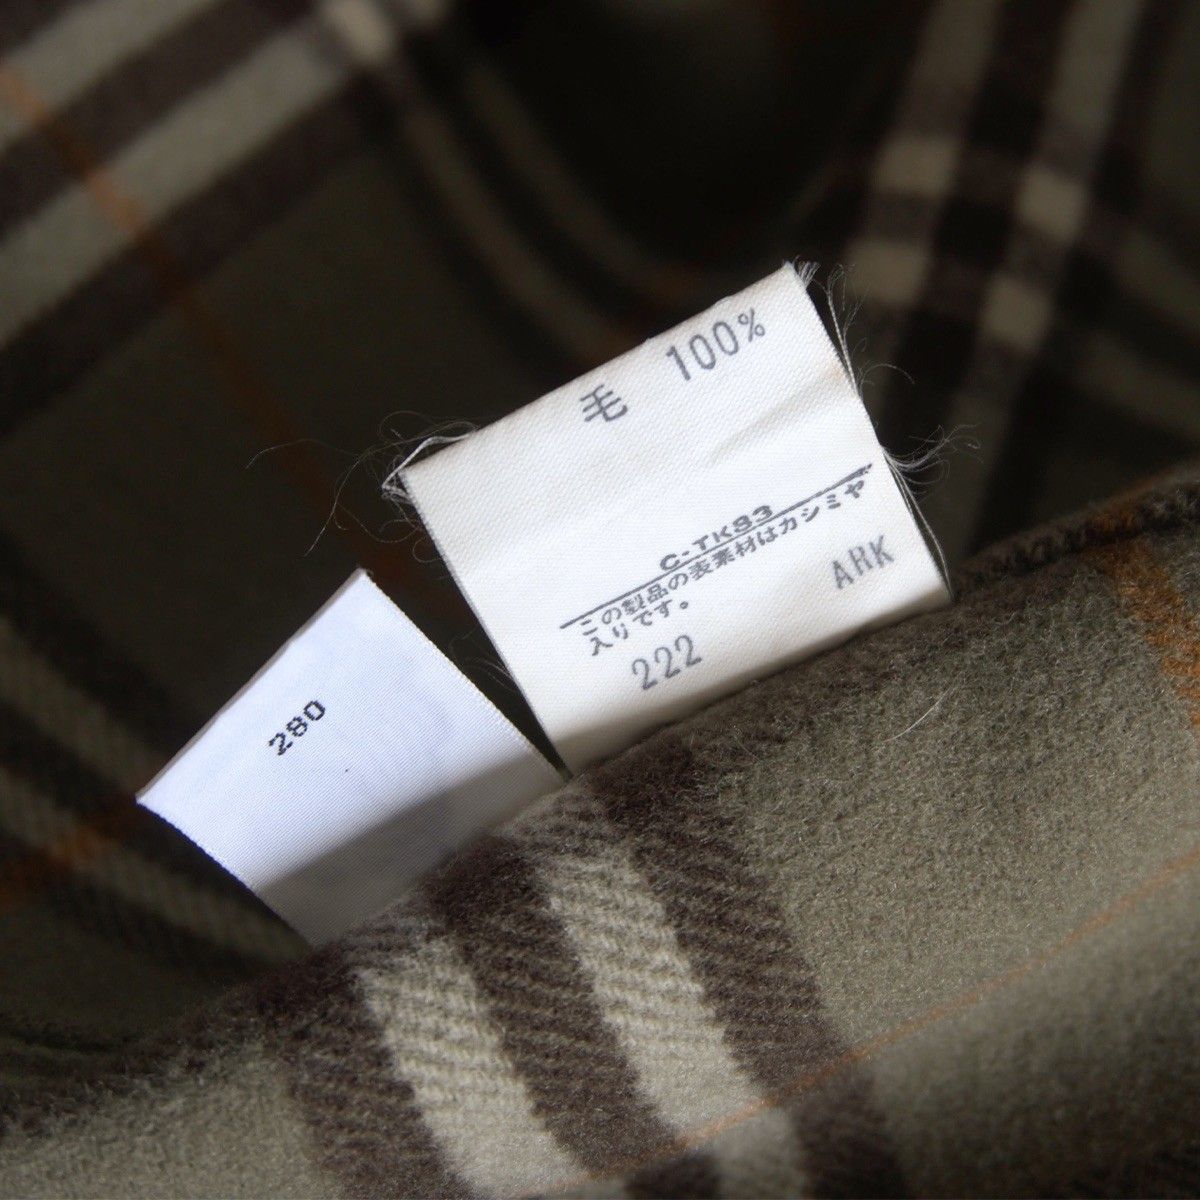 毛 100%
C-TK83
この製品の表素材はカシミヤ
入りです。
222 ARK
280